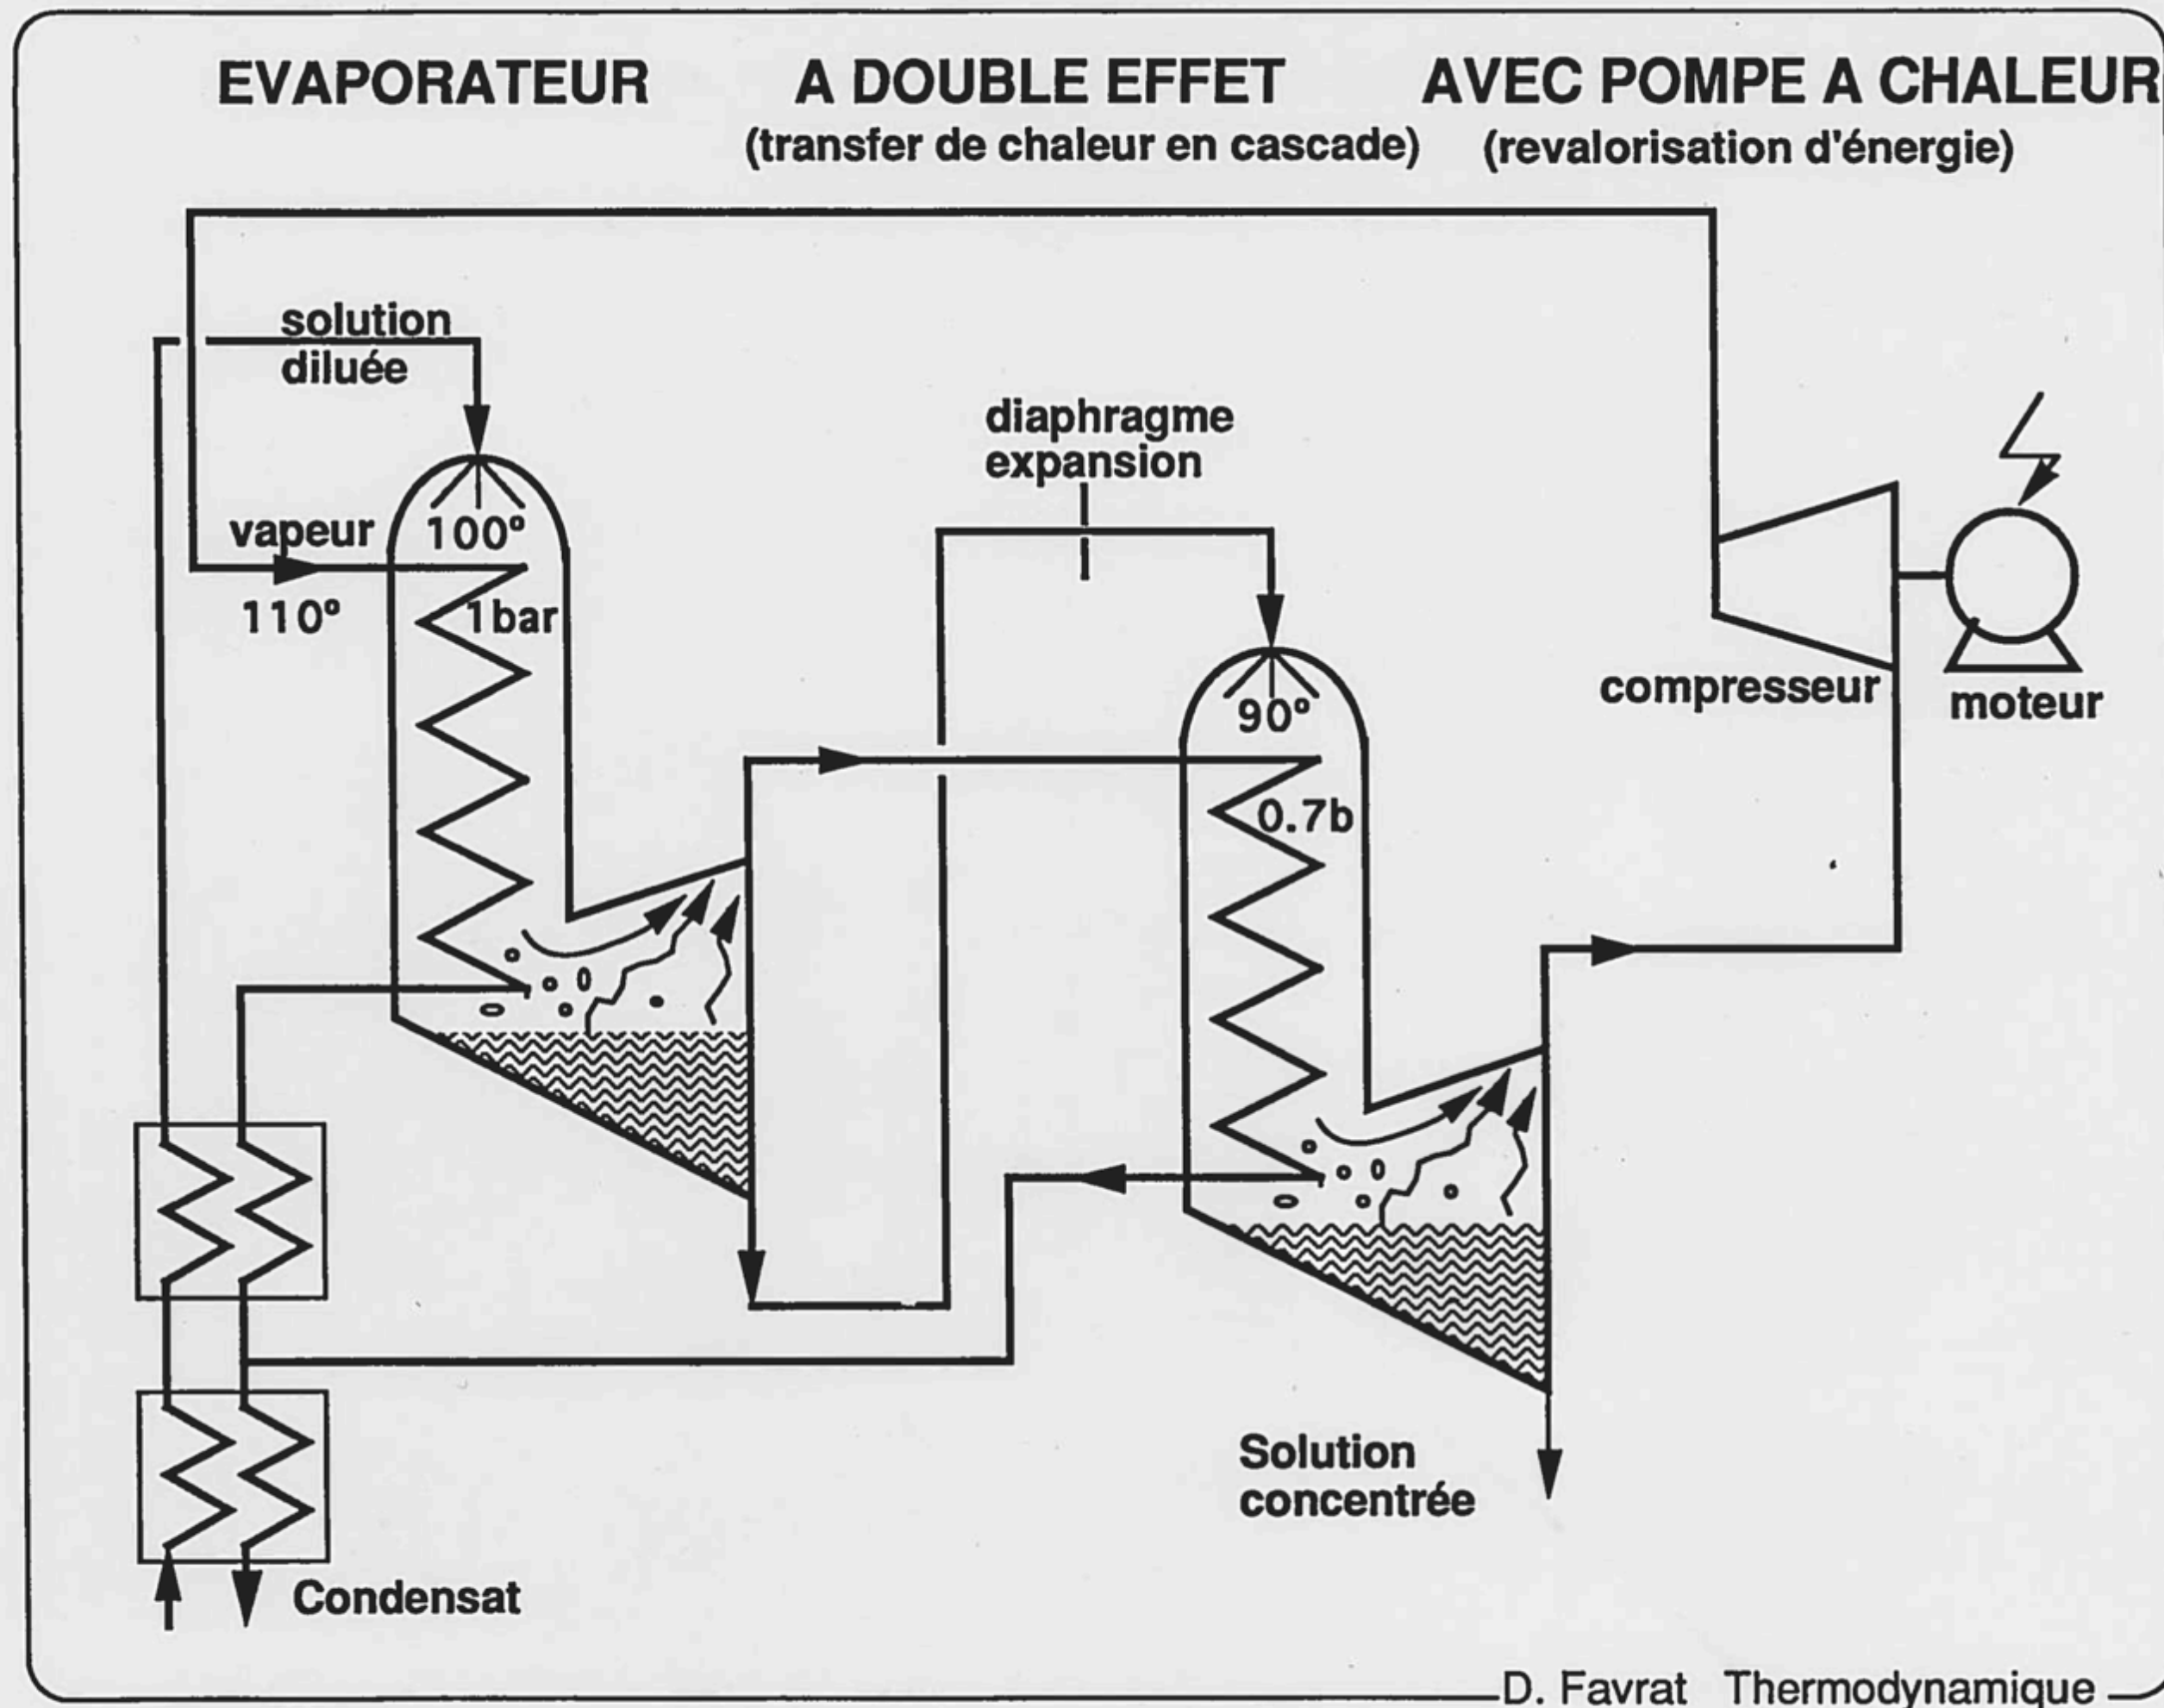 EVAPORATEUR A DOUBLE EFFET AVEC POMPE A CHALEUR
(transfer de chaleur en cascade) (revalorisation d'énergie)
solution
diluée
diaphragme
expansion
vapeur
100°
110°
1bar
90°
0.7b
compresseur
moteur
Solution
concentrée
Condensat
D. Favrat Thermodynamique